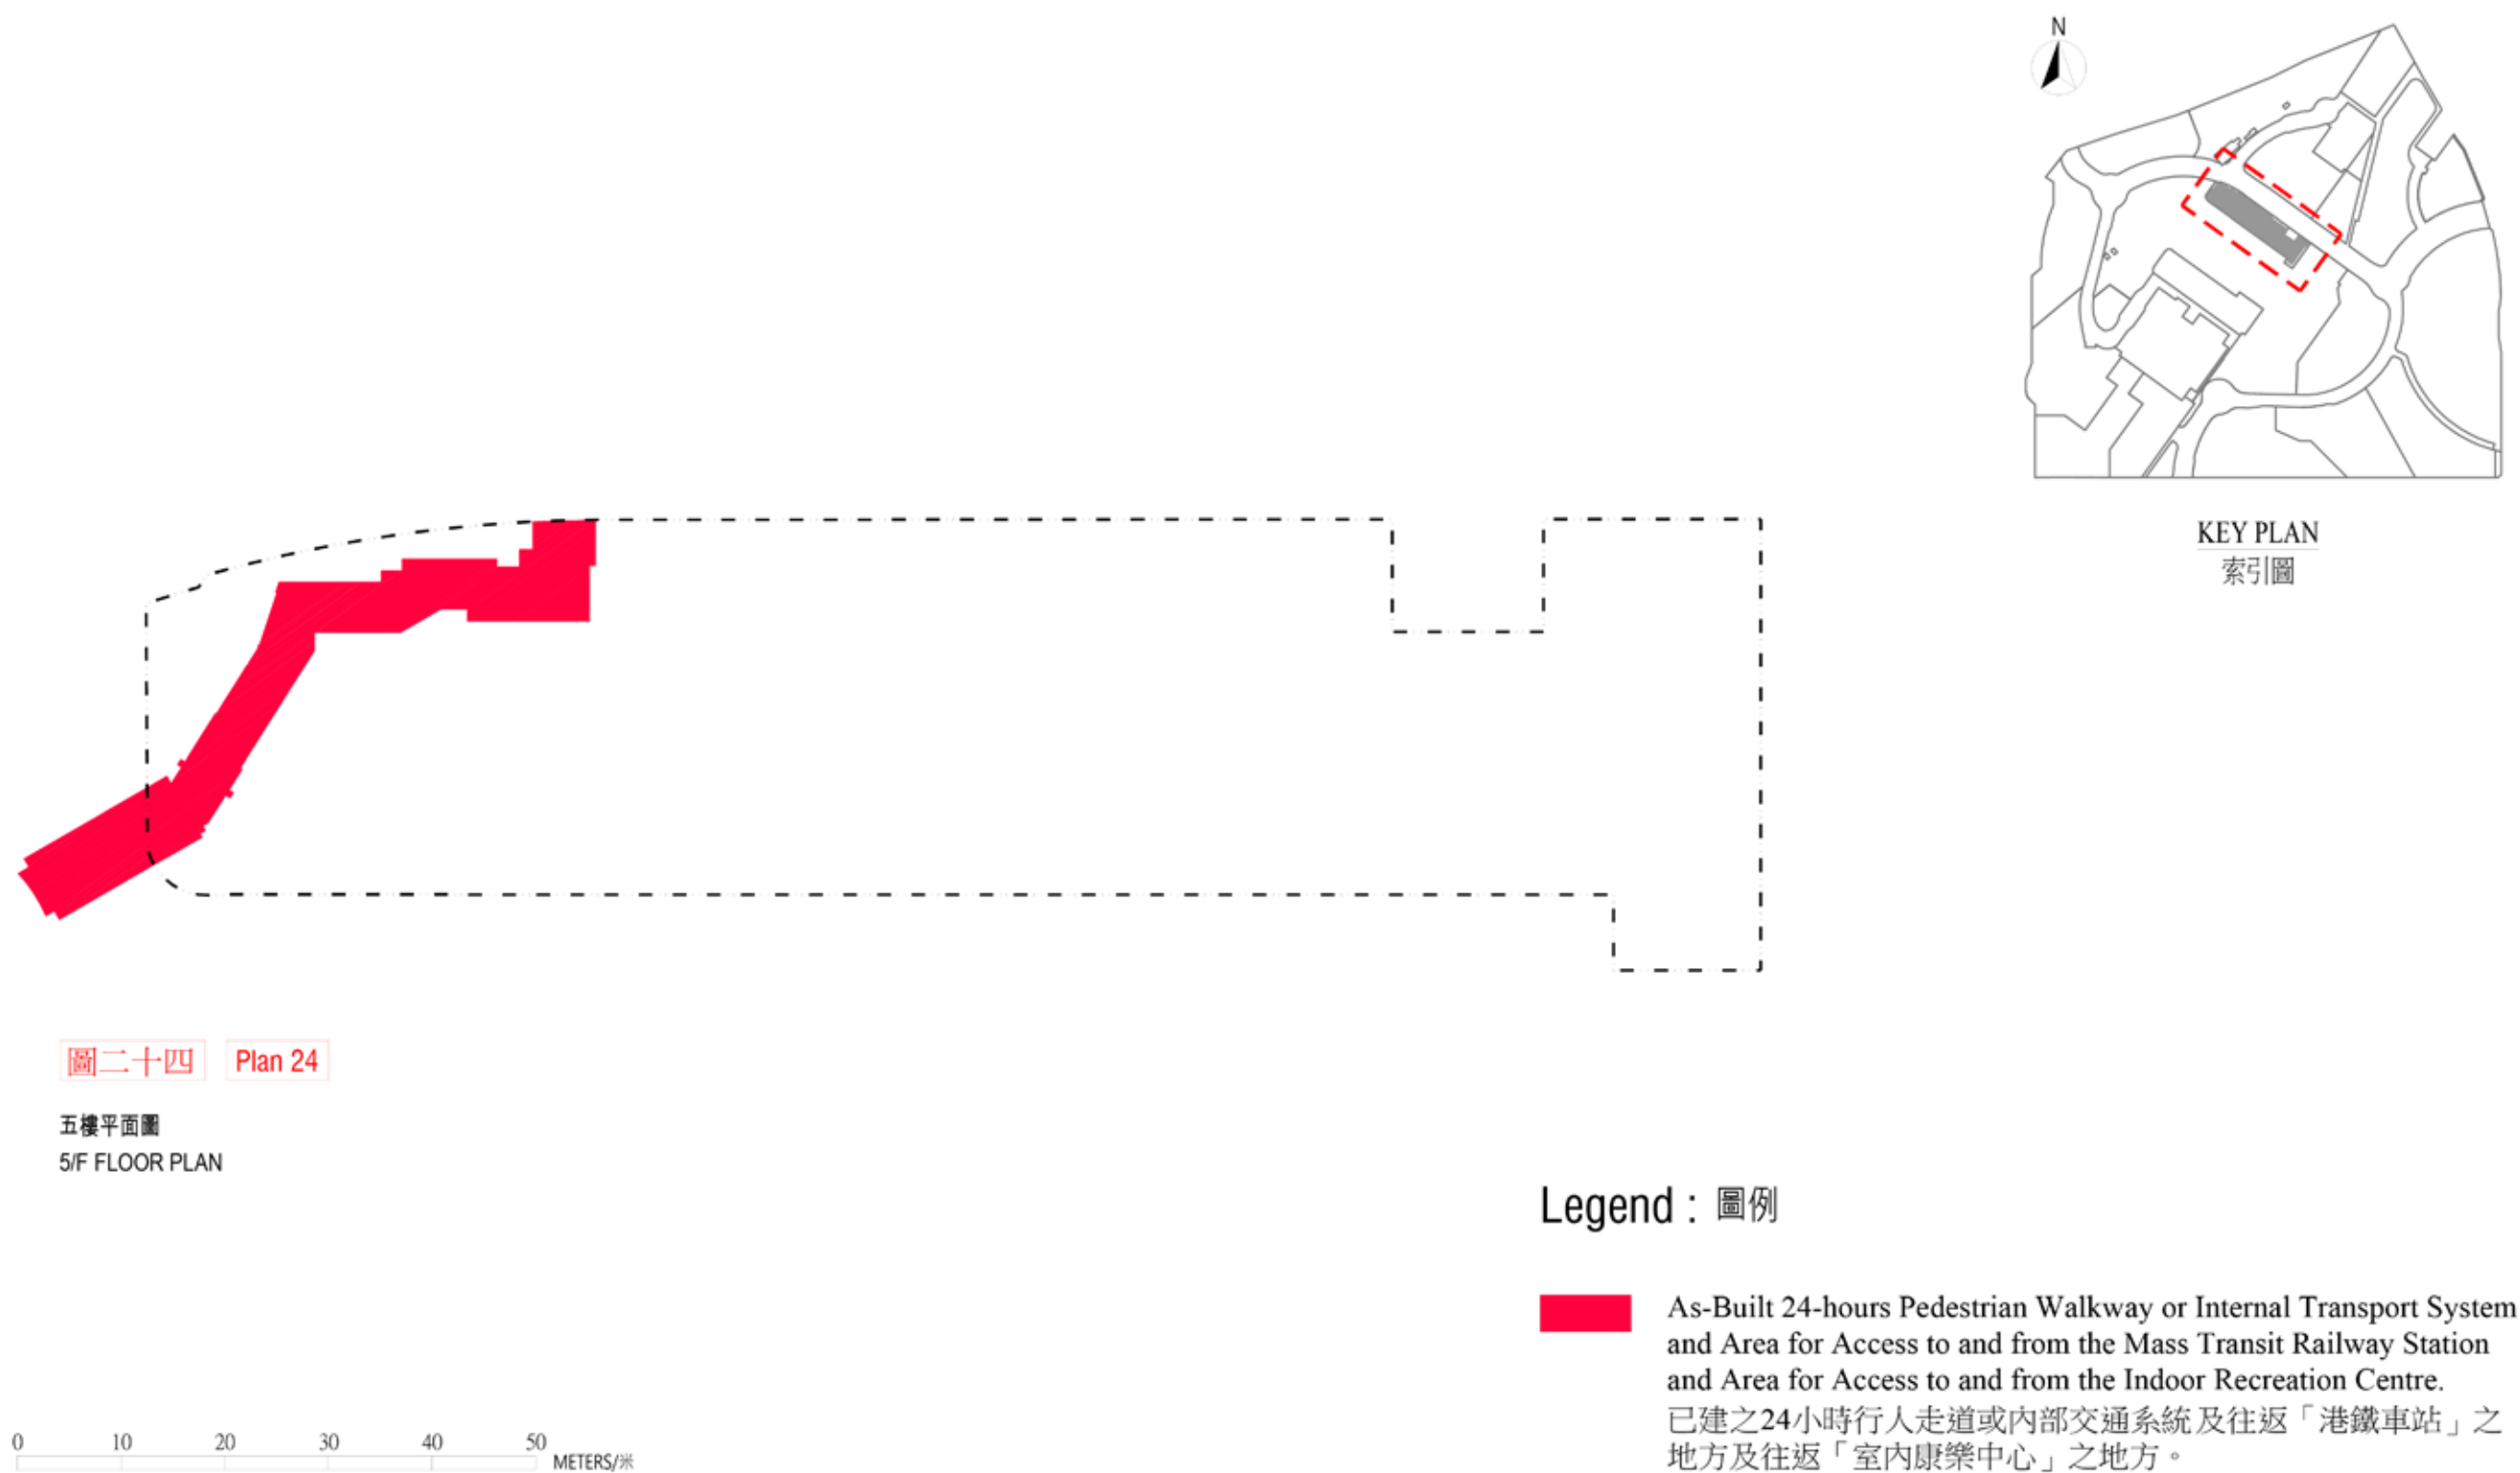 N
KEY PLAN
索引圖
圖二十四 Plan 24
五樓平面圖
5/F FLOOR PLAN
Legend : 圖例
As-Built 24-hours Pedestrian Walkway or Internal Transport System
and Area for Access to and from the Mass Transit Railway Station
and Area for Access to and from the Indoor Recreation Centre.
已建之24小時行人走道或內部交通系統及往返「港鐵車站」之
地方及往返「室內康樂中心」之地方。
0 10 20 30 40 50
METERS/米